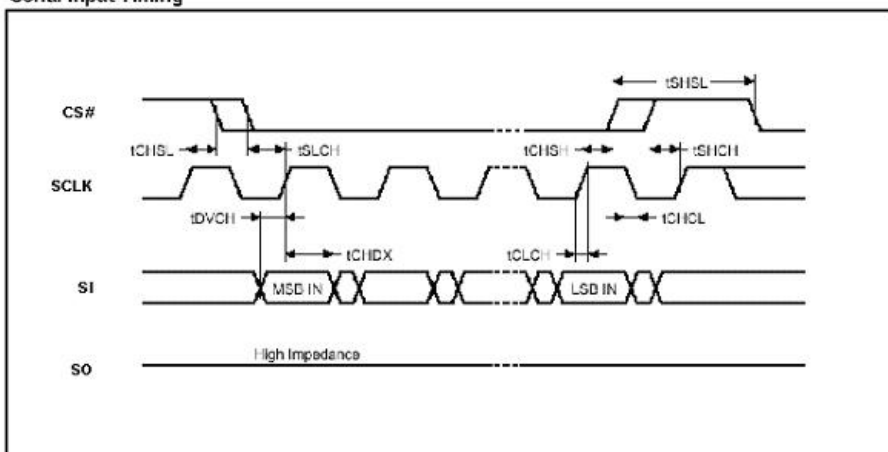 Serial Input Timing
tSHSL
CS#
tCHSL
tSLCH
tCHSH
tSHCH
SCLK
tDVCH
tCHCL
tCHDX
tCLCH
SI
MSB IN
LSB IN
High Impedance
SO